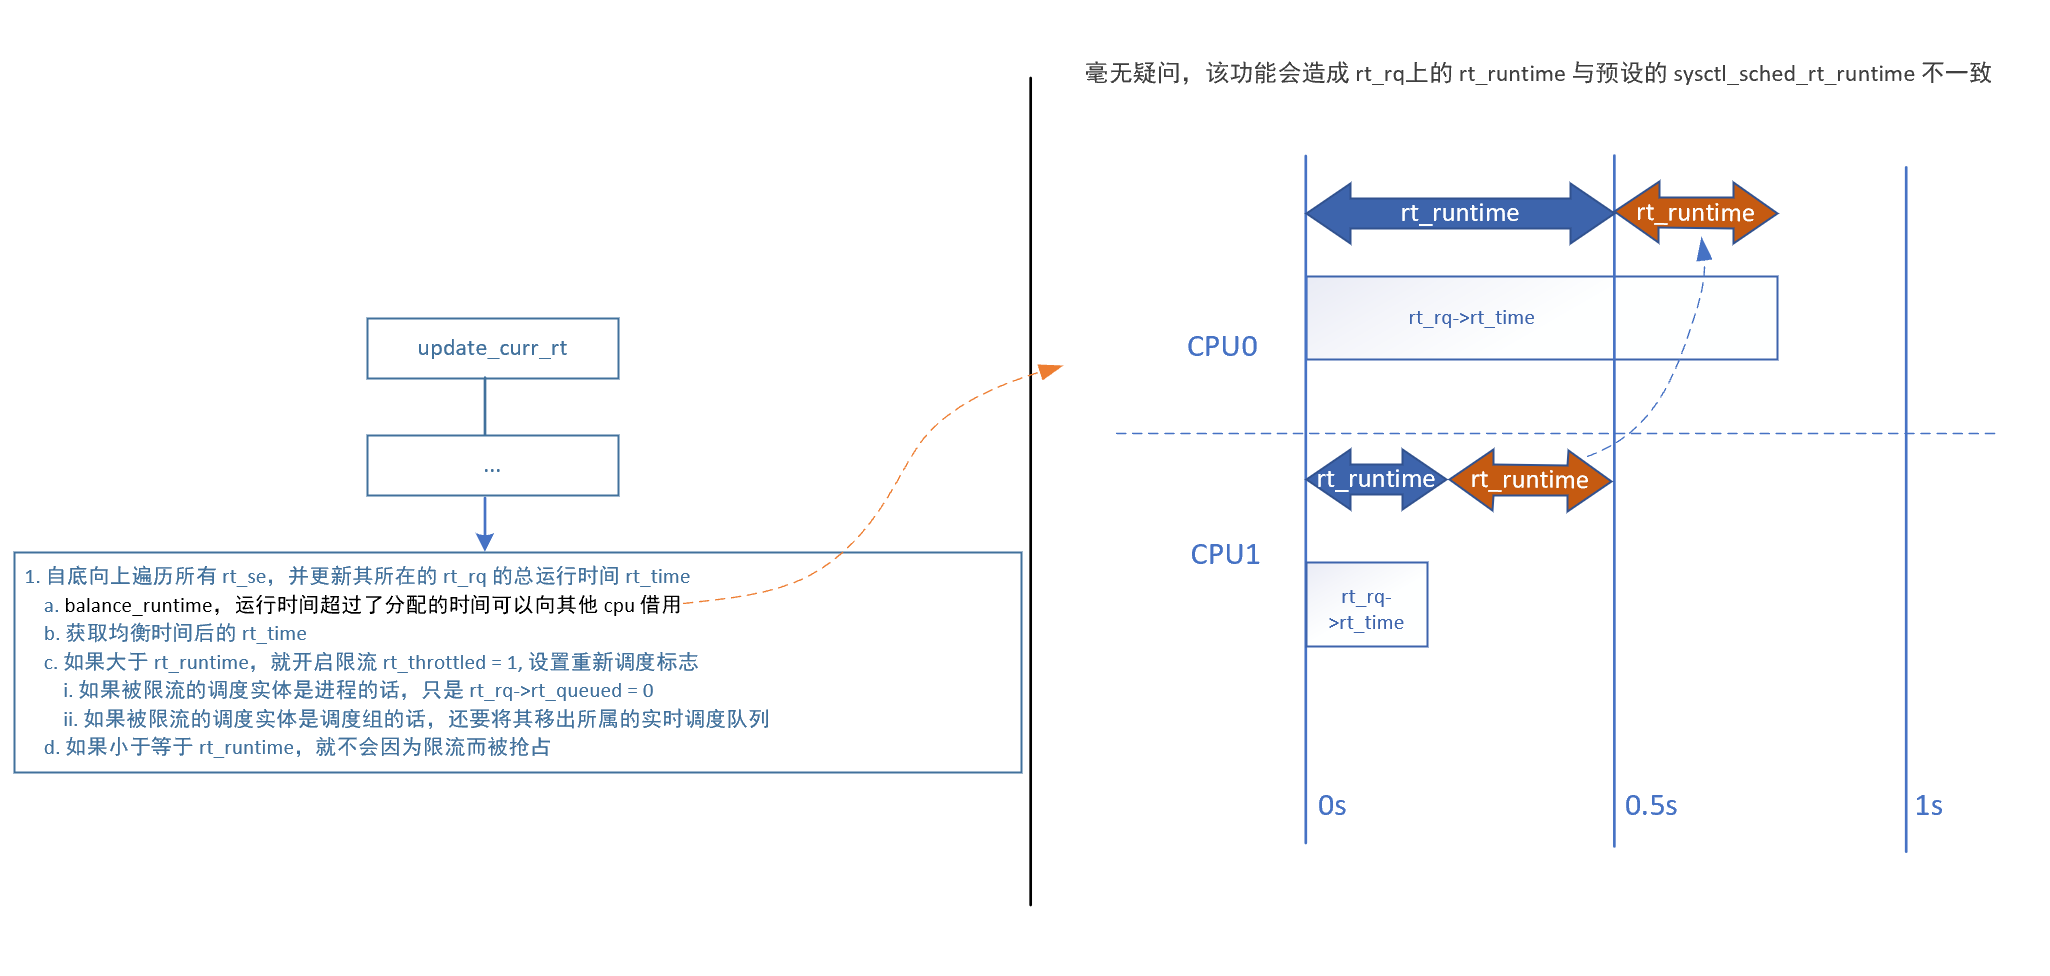 update_curr_rt
...
1. 自底向上遍历所有 rt_se，并更新其所在的 rt_rq 的总运行时间 rt_time
a. balance_runtime，运行时间超过了分配的时间可以向其他 cpu 借用
b. 获取均衡时间后的 rt_time
c. 如果大于 rt_runtime，就开启限流 rt_throttled = 1, 设置重新调度标志
i. 如果被限流的调度实体是进程的话，只是 rt_rq->rt_queued = 0
ii. 如果被限流的调度实体是调度组的话，还要将其移出所属的实时调度队列
d. 如果小于等于 rt_runtime，就不会因为限流而被抢占
毫无疑问，该功能会造成 rt_rq上的 rt_runtime 与预设的 sysctl_sched_rt_runtime 不一致
rt_runtime
rt_runtime
rt_rq->rt_time
CPU0
rt_runtime
rt_runtime
CPU1
rt_rq-
>rt_time
0s
0.5s
1s